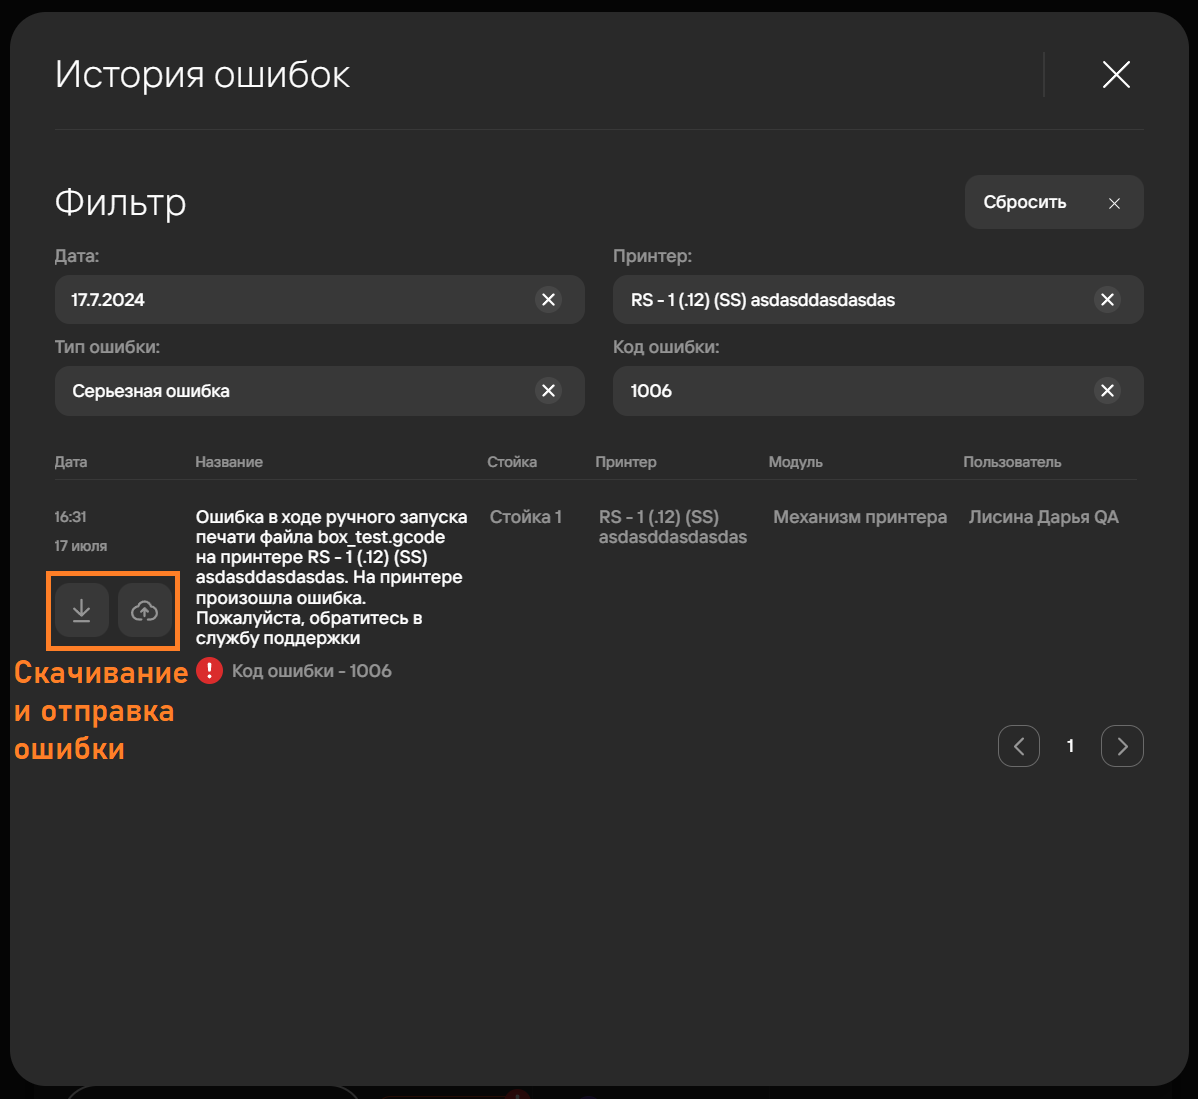 История ошибок
Фильтр
Сбросить
Дата:
Принтер:
17.7.2024
RS - 1 (.12) (SS) asdasddasdasdas
Тип ошибки:
Код ошибки:
Серьезная ошибка
1006
Дата
Название
Стойка
Принтер
Модуль
Пользователь
16:31
17 июля
Ошибка в ходе ручного запуска
печати файла box_test.gcode
на принтере RS - 1 (.12) (SS)
asdasddasdasdas. На принтере
произошла ошибка.
Пожалуйста, обратитесь в
службу поддержки
Код ошибки - 1006
Стойка 1
RS - 1 (.12) (SS)
asdasddasdasdas
Механизм принтера
Лисина Дарья QA
Скачивание
и отправка
ошибки
1